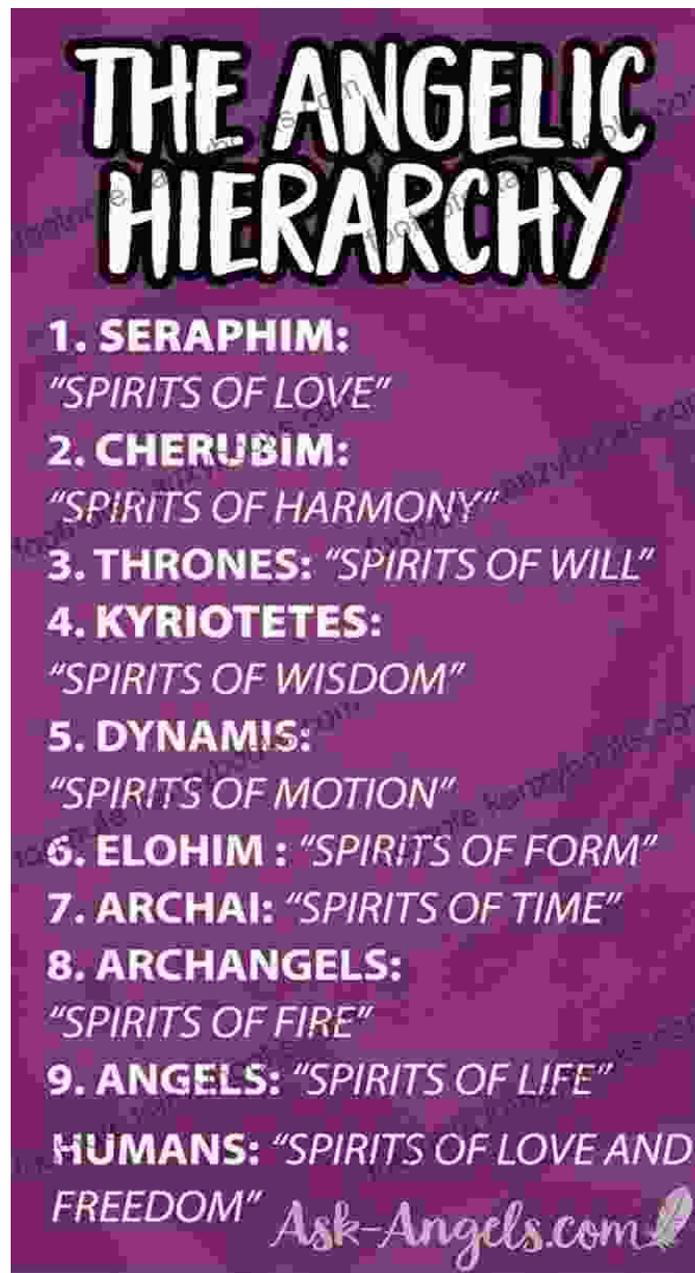 THE ANGELIC
HIERARCHY
1. SERAPHIM:
"SPIRITS OF LOVE"
2. CHERUBIM:
"SPIRITS OF HARMONY"
3. THRONES: "SPIRITS OF WILL"
4. KYRIOTETES:
"SPIRITS OF WISDOM"
5. DYNAMIS:
"SPIRITS OF MOTION"
6. ELOHIM : "SPIRITS OF FORM"
7. ARCHAI: "SPIRITS OF TIME"
8. ARCHANGELS:
"SPIRITS OF FIRE"
9. ANGELS: "SPIRITS OF LIFE"
HUMANS: "SPIRITS OF LOVE AND
FREEDOM"
Ask-Angels.com